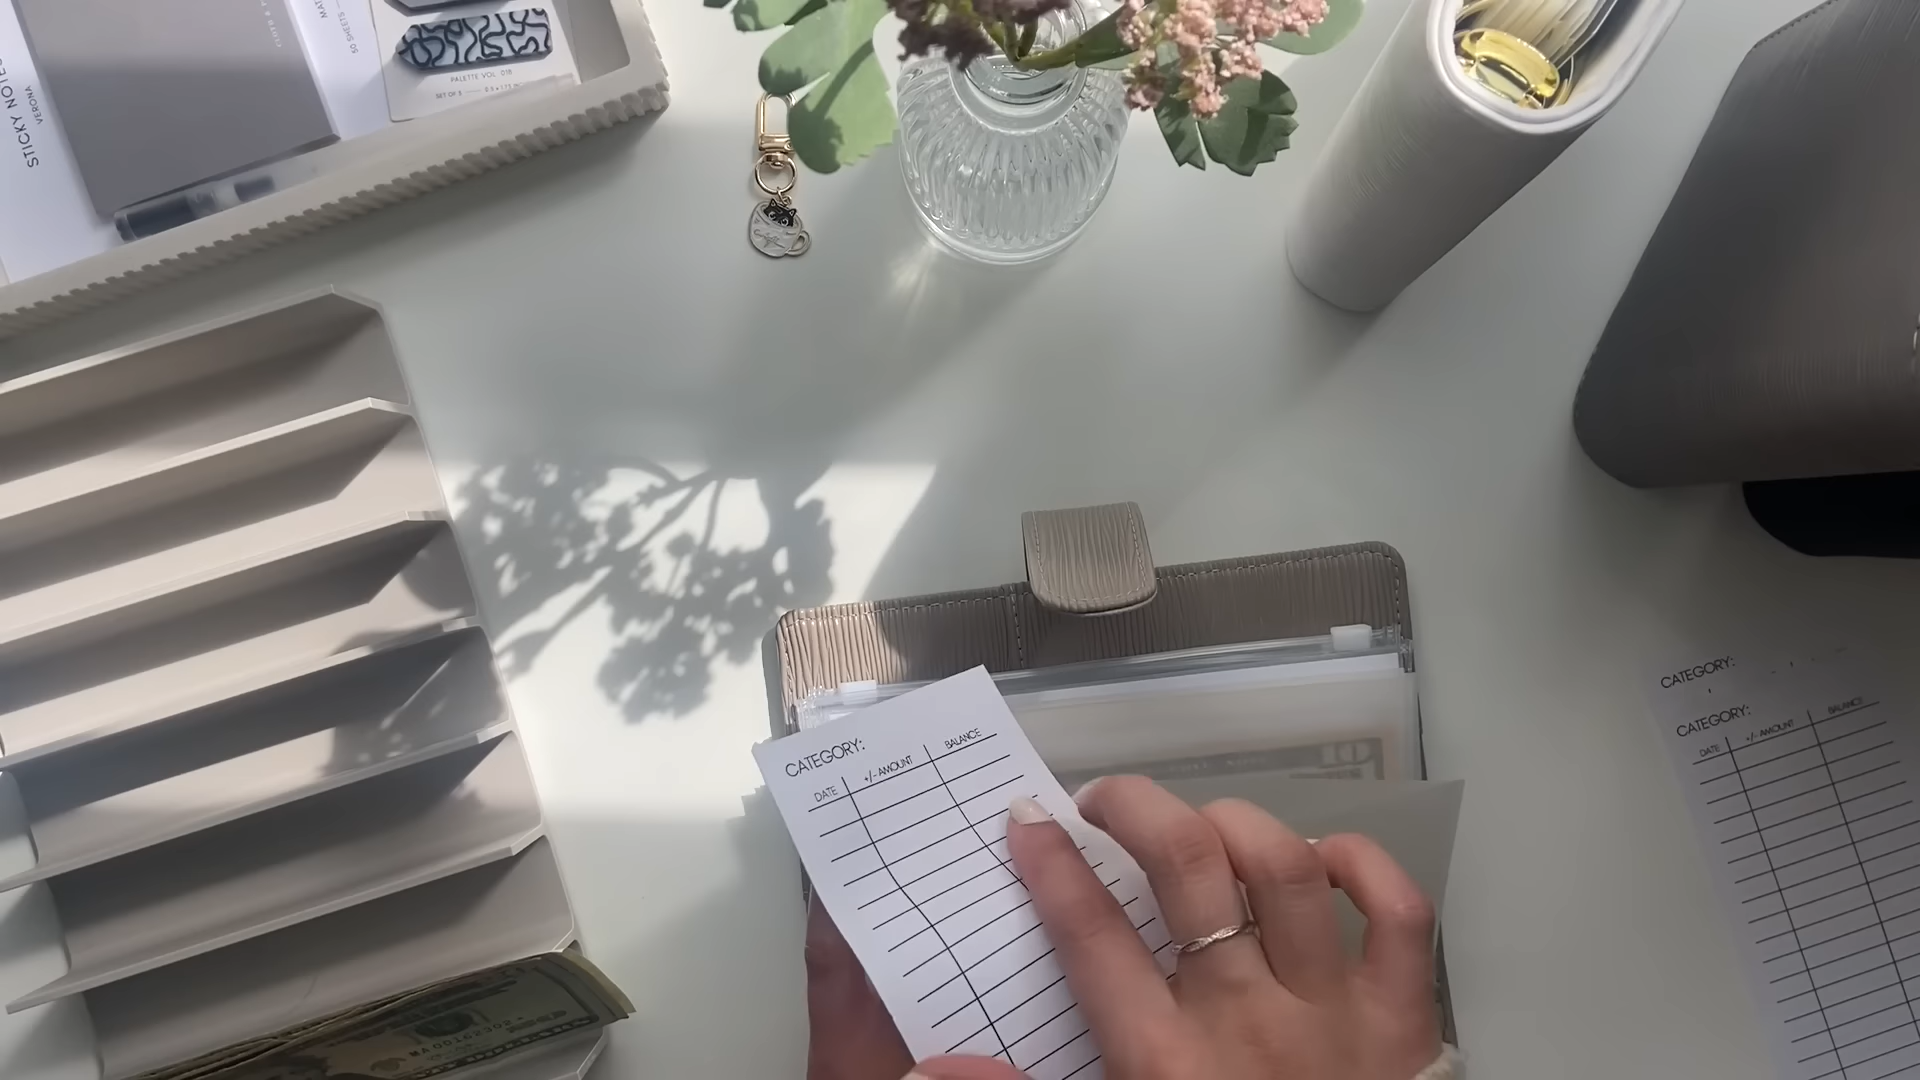 STICKY NOTES
VERONA
50 SHEETS
PALETTE VOL. 018
SET OF 5
CATEGORY:
DATE +/- AMOUNT BALANCE
10
CATEGORY:
CATEGORY:
DATE +/- AMOUNT BALANCE